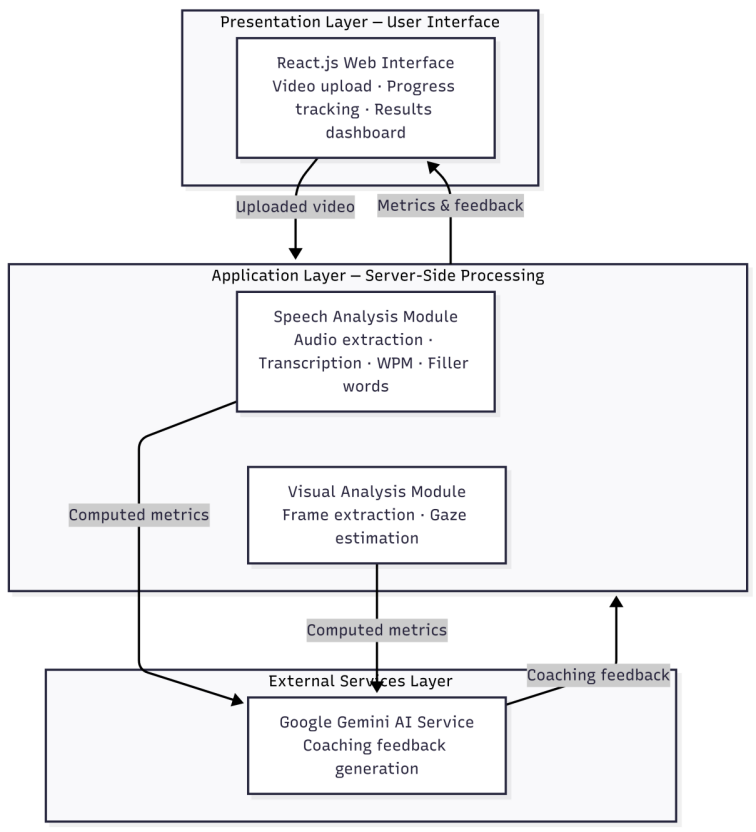 Presentation Layer – User Interface
React.js Web Interface
Video upload · Progress
tracking · Results
dashboard
Uploaded video
Metrics & feedback
Application Layer – Server-Side Processing
Speech Analysis Module
Audio extraction ·
Transcription · WPM · Filler
words
Visual Analysis Module
Frame extraction · Gaze
estimation
Computed metrics
Computed metrics
External Services Layer
Coaching feedback
Google Gemini AI Service
Coaching feedback
generation